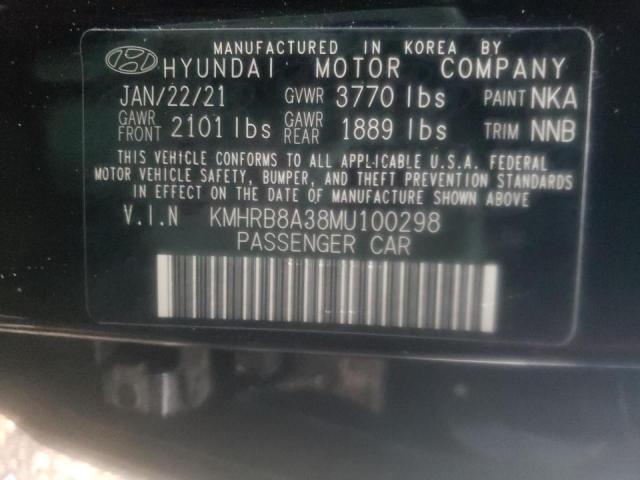 MANUFACTURED IN KOREA BY
HYUNDAI MOTOR COMPANY
JAN/22/21 GVWR 3770 lbs PAINT NKA
GAWR FRONT 2101 lbs GAWR REAR 1889 lbs TRIM NNB
THIS VEHICLE CONFORMS TO ALL APPLICABLE U.S.A. FEDERAL
MOTOR VEHICLE SAFETY, BUMPER, AND THEFT PREVENTION STANDARDS
IN EFFECT ON THE DATE OF MANUFACTURE SHOWN ABOVE.
V.I.N KMHRB8A38MU100298
PASSENGER CAR